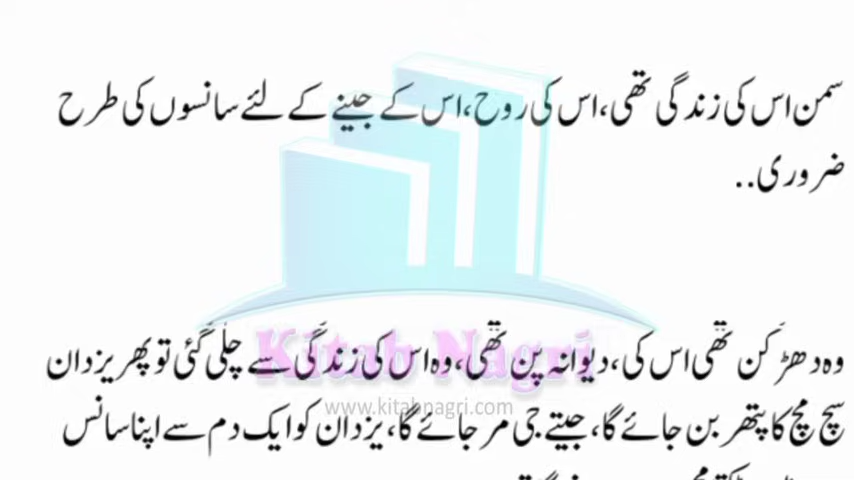 سمن اس کی زندگی تھی، اس کی روح، اس کے جینے کے لئے سانسوں کی طرح
ضروری..
وہ دھڑکن تھی اس کی، دیوانہ پن تھی، وہ اس کی زندگی سے چلی گئی تو پھر یزدان
Kitab Nagri
www.kitabnagri.com
سچ مچ کا پتھر بن جائے گا، جیتے جی مر جائے گا، یزدان کو ایک دم سے اپنا سانس